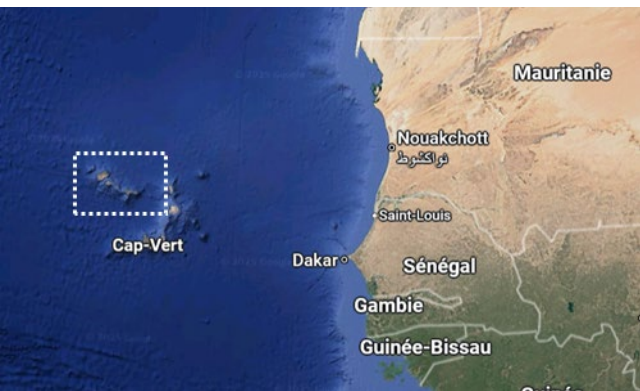 Mauritanie
Nouakchott
نواكشوط
Saint-Louis
Cap-Vert
Dakar
Sénégal
Gambie
Guinée-Bissau